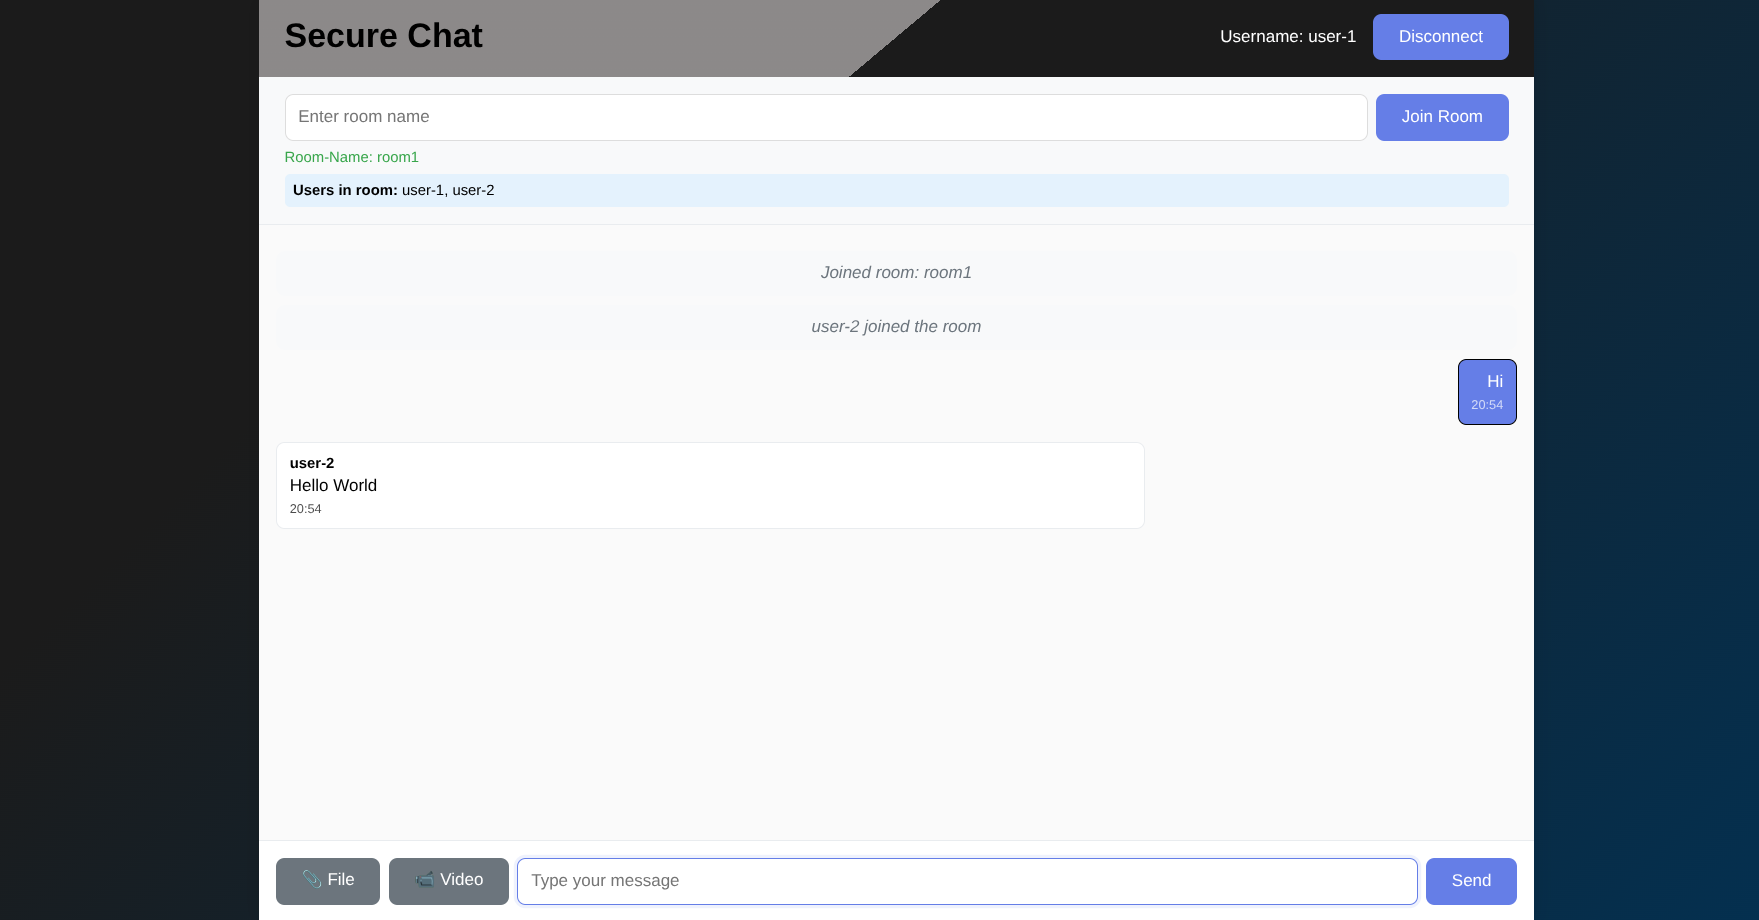 Secure Chat
Username: user-1
Disconnect
Enter room name
Join Room
Room-Name: room1
Users in room: user-1, user-2
Joined room: room1
user-2 joined the room
Hi
20:54
user-2
Hello World
20:54
📎 File
📹 Video
Type your message
Send